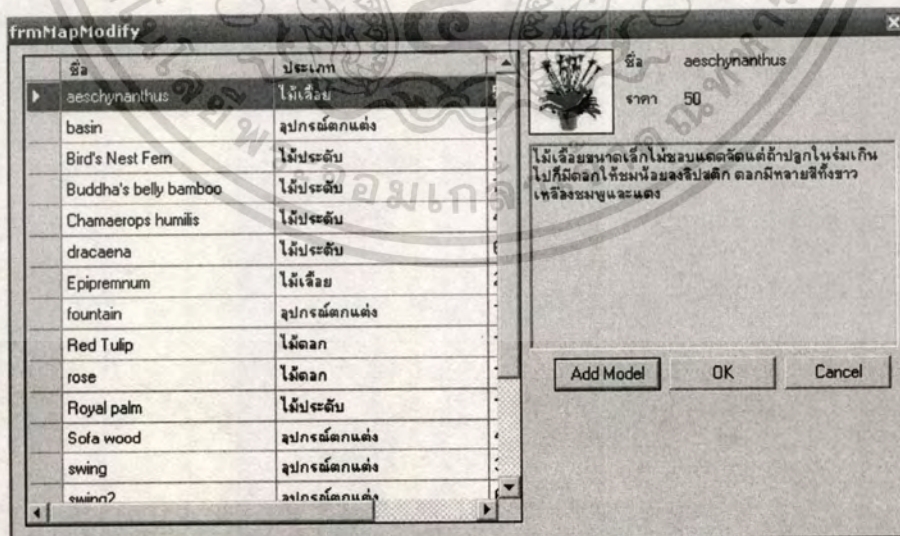 frmMapModify
ชื่อ ประเภท
aeschynanthus ไม้เลื้อย
basin อุปกรณ์ตกแต่ง
Bird's Nest Fern ไม้ประดับ
Buddha's belly bamboo ไม้ประดับ
Chamaerops humilis ไม้ประดับ
dracaena ไม้ประดับ
Epipremnum ไม้เลื้อย
fountain อุปกรณ์ตกแต่ง
Red Tulip ไม้ดอก
rose ไม้ดอก
Royal palm ไม้ประดับ
Sofa wood อุปกรณ์ตกแต่ง
swing อุปกรณ์ตกแต่ง
swing2 อุปกรณ์ตกแต่ง
ชื่อ aeschynanthus
ราคา 50
ไม้เลื้อยขนาดเล็กไม่ชอบแดดจัดแต่ถ้าปลูกในร่มเกิน
ไปก็มีดอกให้ชมน้อยลงลิปสติก ดอกมีหลายสีทั้งขาว
เหลืองชมพูและแดง
Add Model OK Cancel